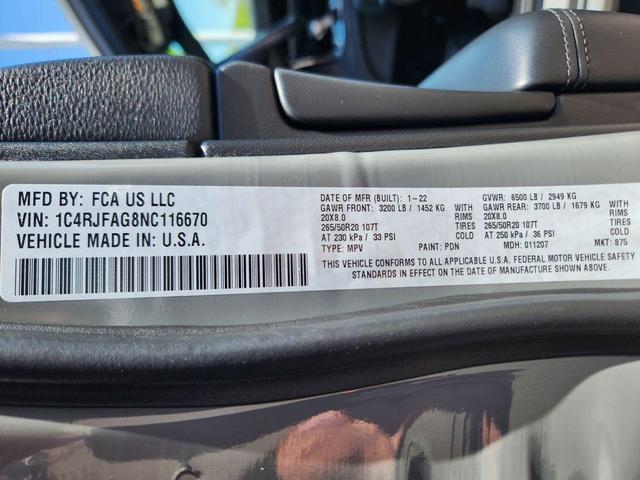 MFD BY: FCA US LLC
VIN: 1C4RJFAG8NC116670
VEHICLE MADE IN: U.S.A.
DATE OF MFR (BUILT): 1-22 GVWR: 6500 LB / 2949 KG
GAWR FRONT: 3200 LB / 1452 KG WITH GAWR REAR: 3700 LB / 1679 KG WITH
20X8.0 RIMS 20X8.0 RIMS
265/50R20 107T 265/50R20 107T
AT 230 kPa / 33 PSI COLD AT 250 kPa / 36 PSI COLD
TYPE: MPV PAINT: PDN MDH: 011207 MKT: 875
THIS VEHICLE CONFORMS TO ALL APPLICABLE U.S.A. FEDERAL MOTOR VEHICLE SAFETY
STANDARDS IN EFFECT ON THE DATE OF MANUFACTURE SHOWN ABOVE.